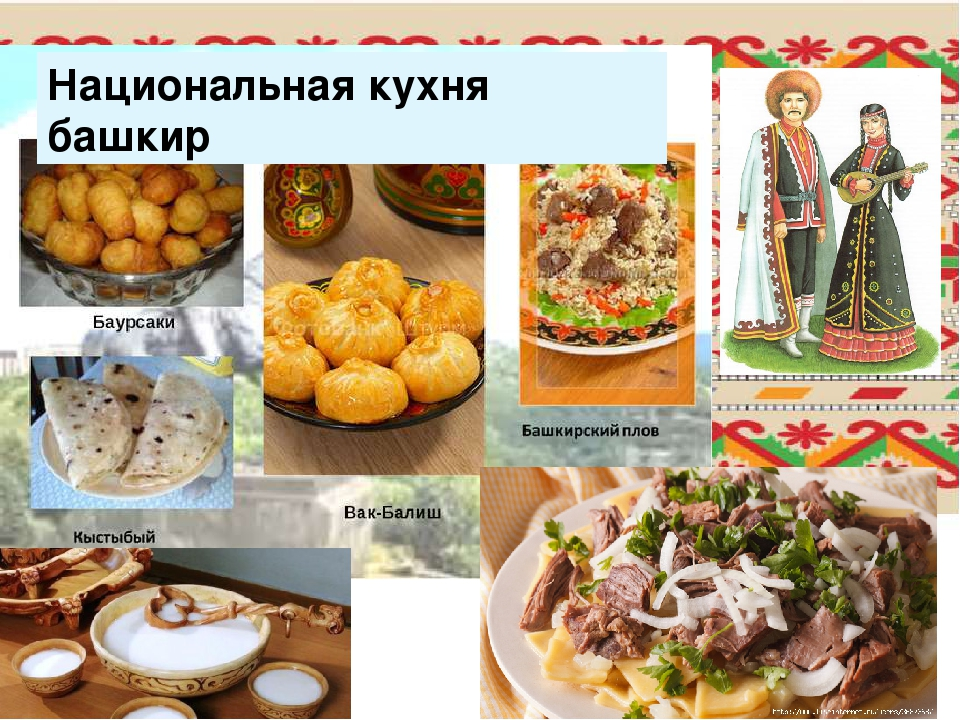 Национальная кухня
башкир
Баурсаки
Башкирский плов
Вак-Балиш
Кыстыбый